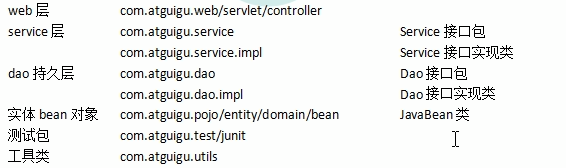 web 层 com.atguigu.web/servlet/controller
service 层 com.atguigu.service Service 接口包
com.atguigu.service.impl Service 接口实现类
dao 持久层 com.atguigu.dao Dao 接口包
com.atguigu.dao.impl Dao 接口实现类
实体 bean 对象 com.atguigu.pojo/entity/domain/bean JavaBean 类
测试包 com.atguigu.test/junit
工具类 com.atguigu.utils